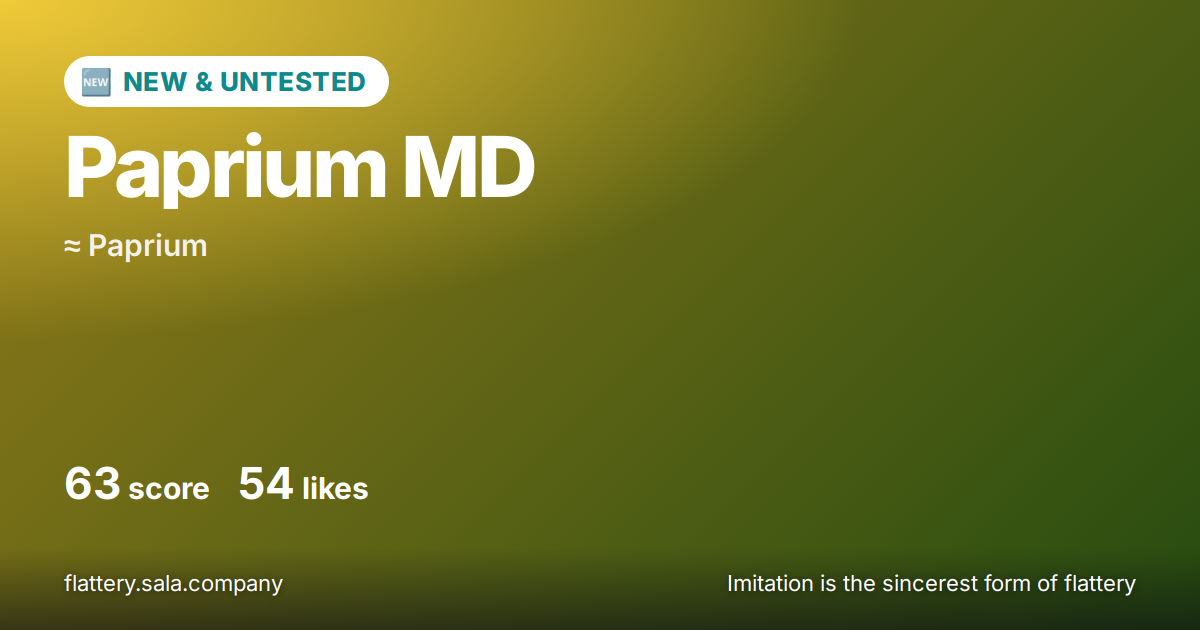 🆕 NEW & UNTESTED
Paprium MD
≈ Paprium
63 score 54 likes
flattery.sala.company
Imitation is the sincerest form of flattery